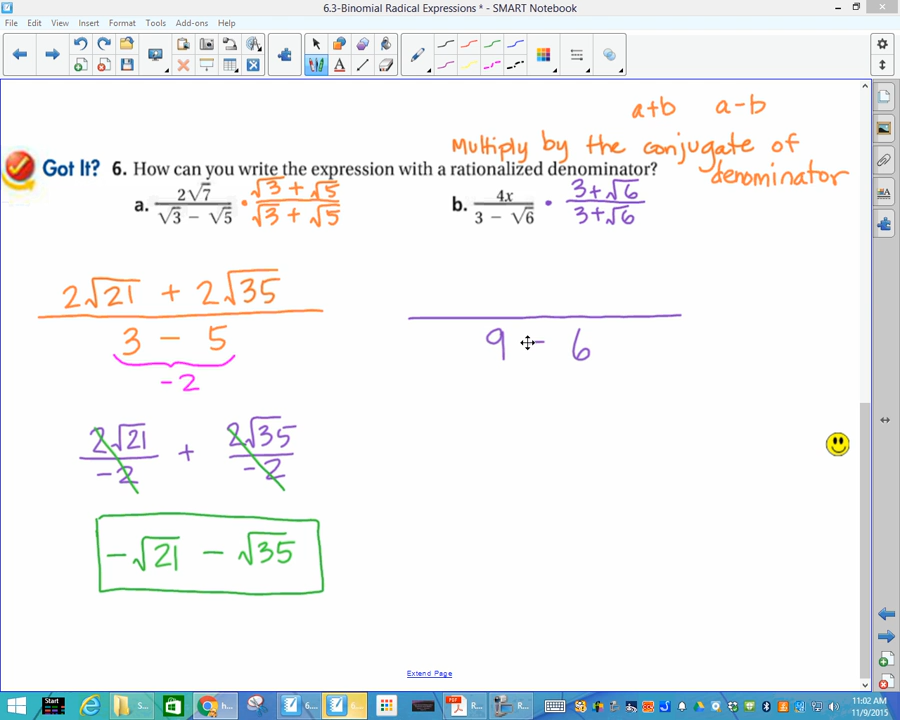 6.3-Binomial Radical Expressions * - SMART Notebook
File Edit View Insert Format Tools Add-ons Help
a+b a-b
Multiply by the conjugate of
denominator
Got It? 6. How can you write the expression with a rationalized denominator?
a. 2√7 / (√3 - √5) • (√3 + √5) / (√3 + √5)
b. 4x / (3 - √6) • (3+√6) / (3+√6)
2√21 + 2√35
3 - 5
-2
9 - 6
2√21 / -2 + 2√35 / -2
-√21 - √35
Extend Page
Start
S...
h...
6....
6....
R...
R...
11:02 AM
11/9/2015